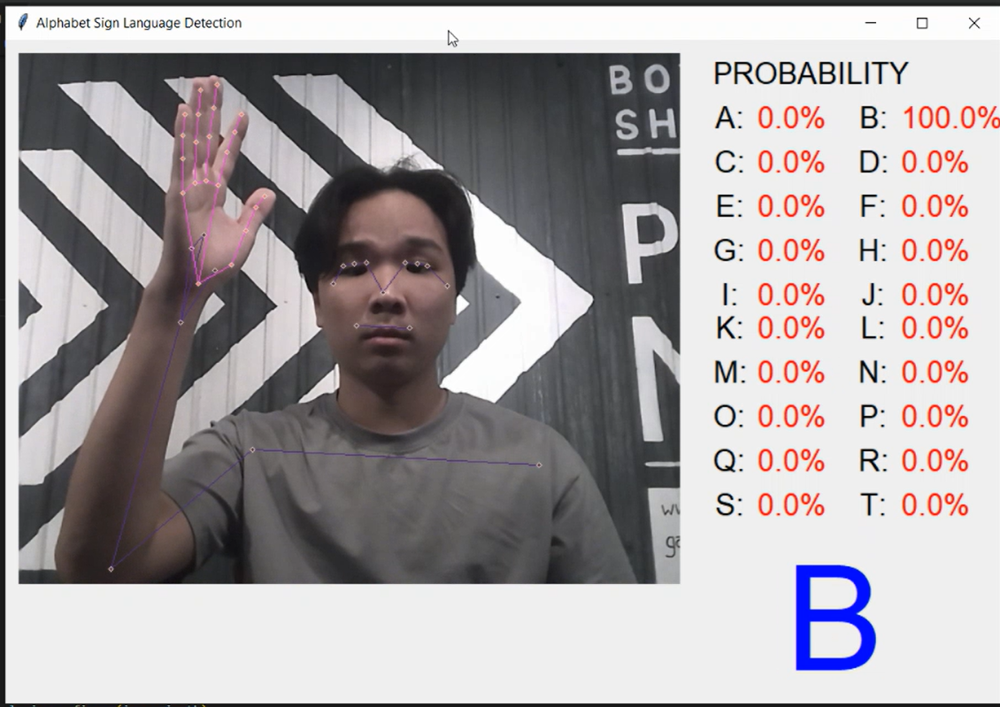 Alphabet Sign Language Detection
BO
SH
P
N
PROBABILITY
A: 0.0% B: 100.0%
C: 0.0% D: 0.0%
E: 0.0% F: 0.0%
G: 0.0% H: 0.0%
I: 0.0% J: 0.0%
K: 0.0% L: 0.0%
M: 0.0% N: 0.0%
O: 0.0% P: 0.0%
Q: 0.0% R: 0.0%
S: 0.0% T: 0.0%
B